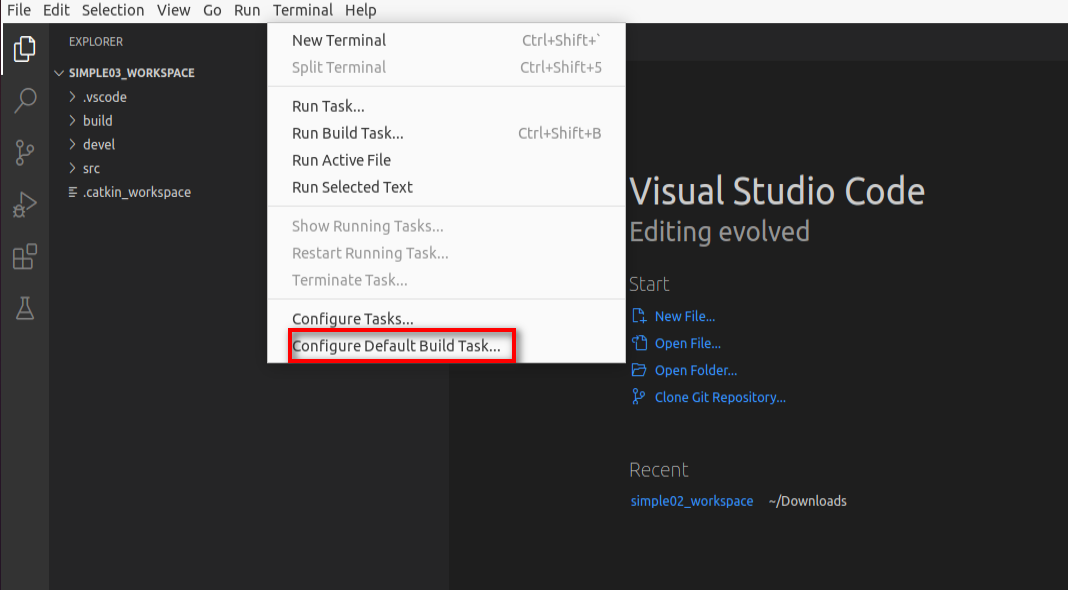 File Edit Selection View Go Run Terminal Help
EXPLORER
SIMPLE03_WORKSPACE
.vscode
build
devel
src
.catkin_workspace
New Terminal Ctrl+Shift+`
Split Terminal Ctrl+Shift+5
Run Task...
Run Build Task... Ctrl+Shift+B
Run Active File
Run Selected Text
Show Running Tasks...
Restart Running Task...
Terminate Task...
Configure Tasks...
Configure Default Build Task...
Visual Studio Code
Editing evolved
Start
New File...
Open File...
Open Folder...
Clone Git Repository...
Recent
simple02_workspace ~/Downloads